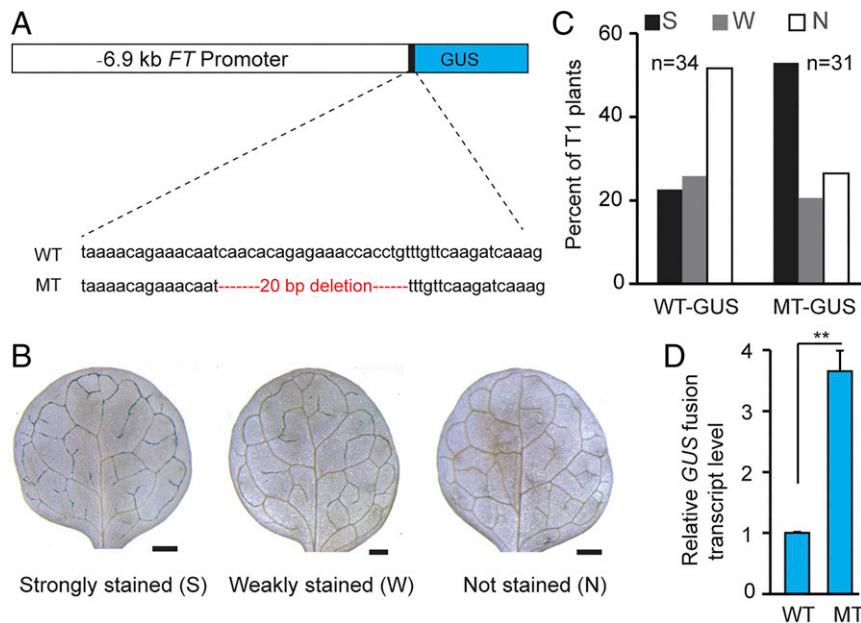 A
-6.9 kb FT Promoter
GUS
WT taaaacagaaacaatcaacacagagaaaccacctgtttgttcaagatcaaag
MT taaaacagaaacaat-------20 bp deletion------tttgttcaagatcaaag
B
Strongly stained (S)
Weakly stained (W)
Not stained (N)
C
S W N
Percent of T1 plants
60
40
20
0
n=34
n=31
WT-GUS
MT-GUS
D
Relative GUS fusion
transcript level
4
3
2
1
0
**
WT
MT